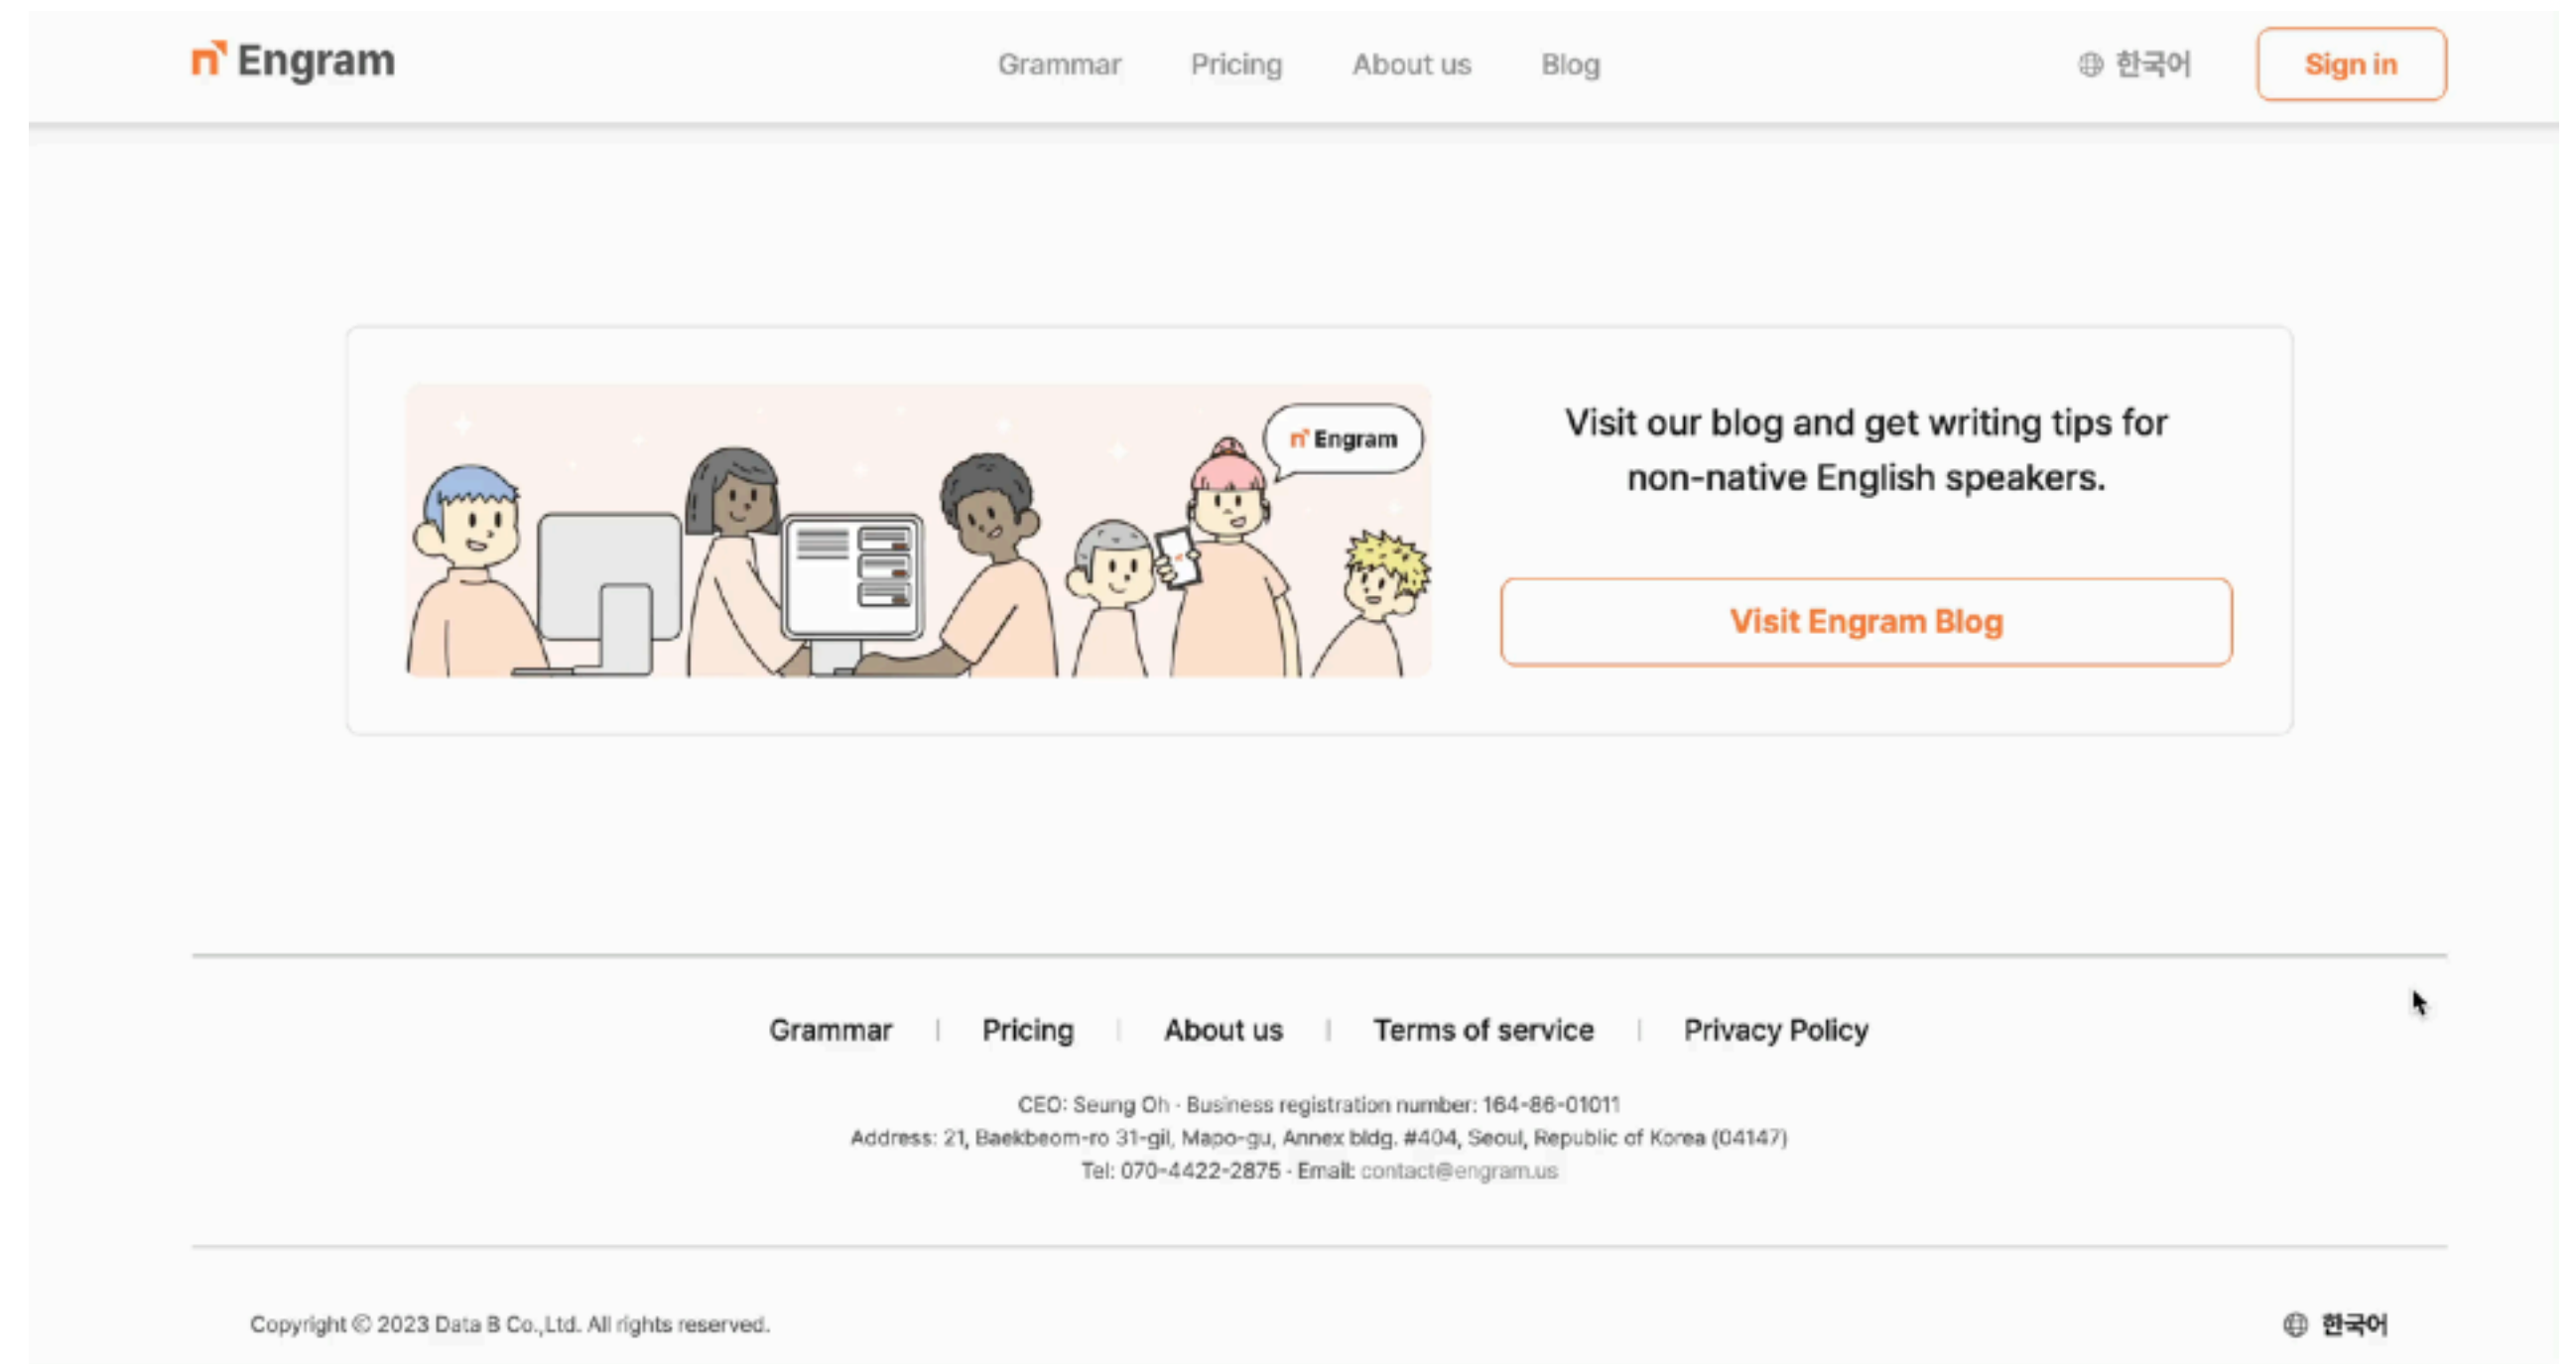 Engram
Grammar Pricing About us Blog
한국어
Sign in
Engram
Visit our blog and get writing tips for
non-native English speakers.
Visit Engram Blog
Grammar | Pricing | About us | Terms of service | Privacy Policy
CEO: Seung Oh · Business registration number: 164-86-01011
Address: 21, Baekbeom-ro 31-gil, Mapo-gu, Annex bldg. #404, Seoul, Republic of Korea (04147)
Tel: 070-4422-2875 · Email: contact@engram.us
Copyright © 2023 Data B Co.,Ltd. All rights reserved.
한국어